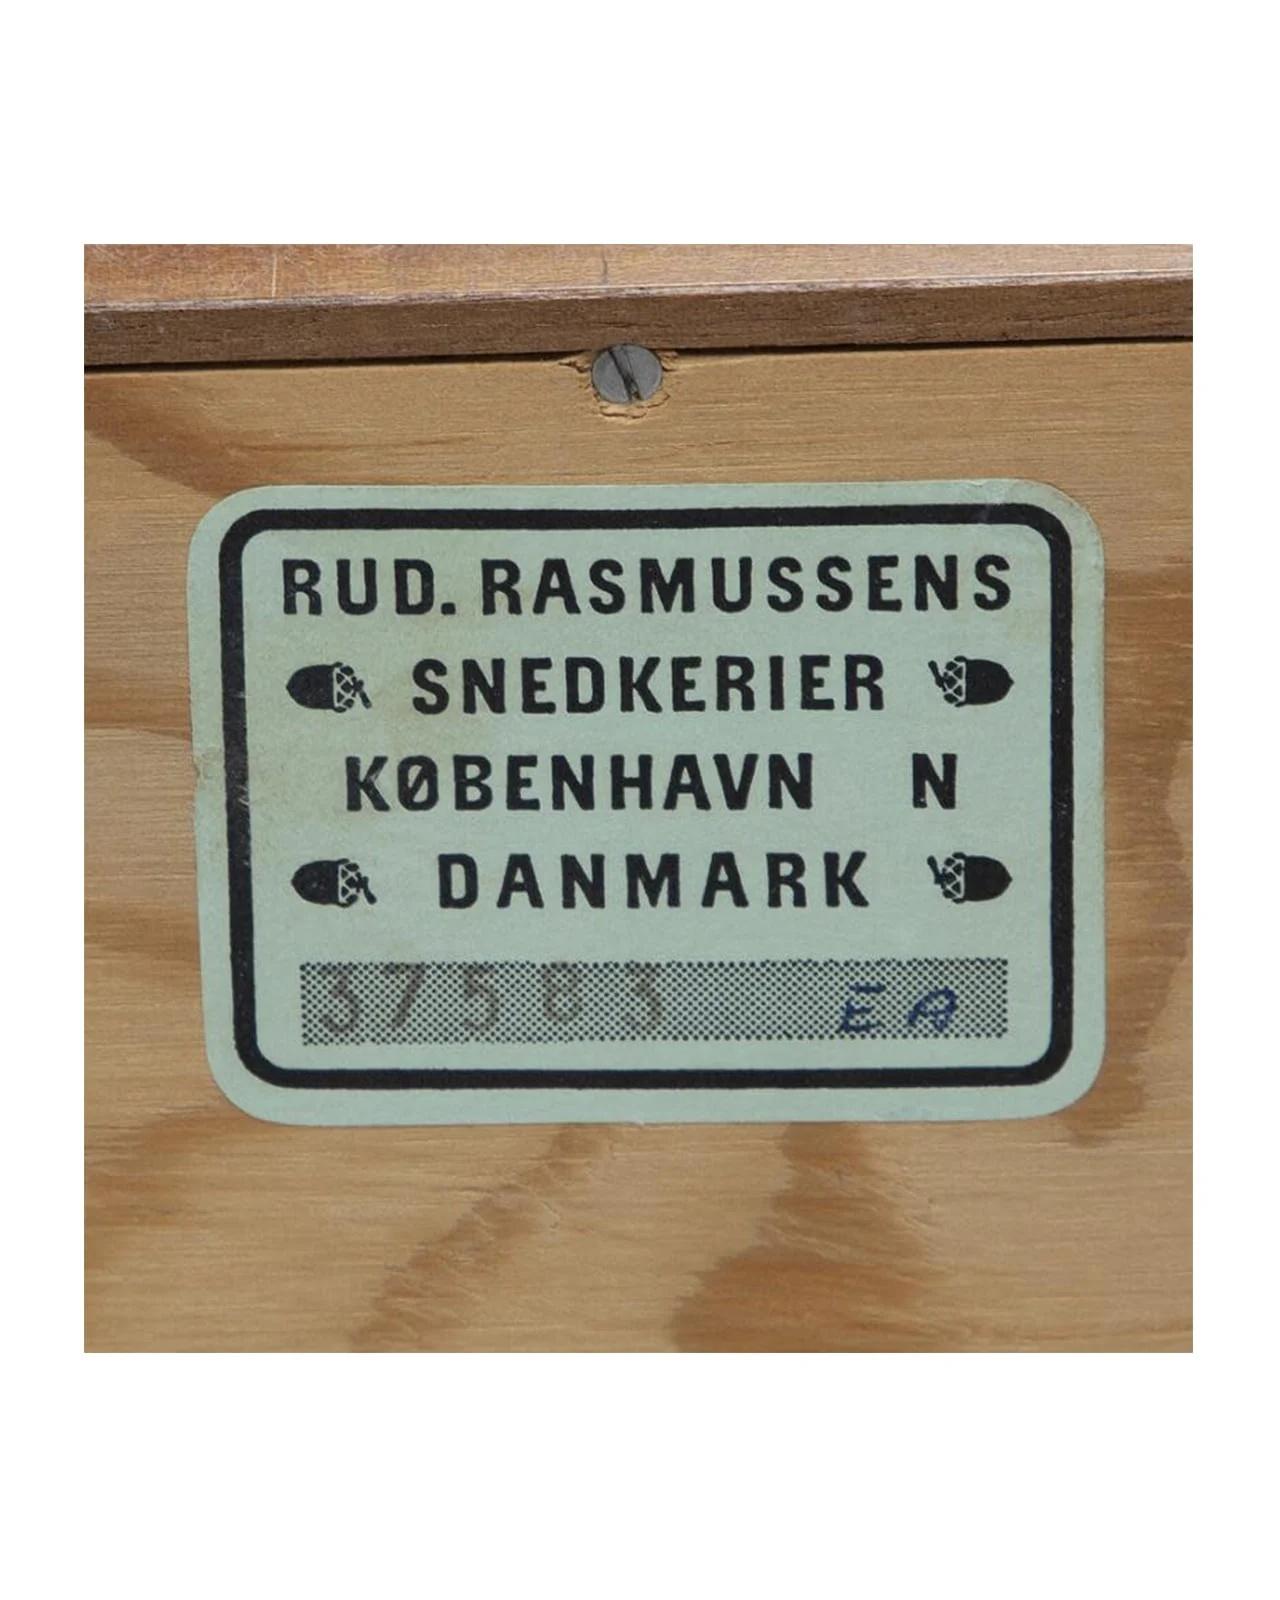 RUD. RASMUSSENS
SNEDKERIER
KØBENHAVN N
DANMARK
37583 EA